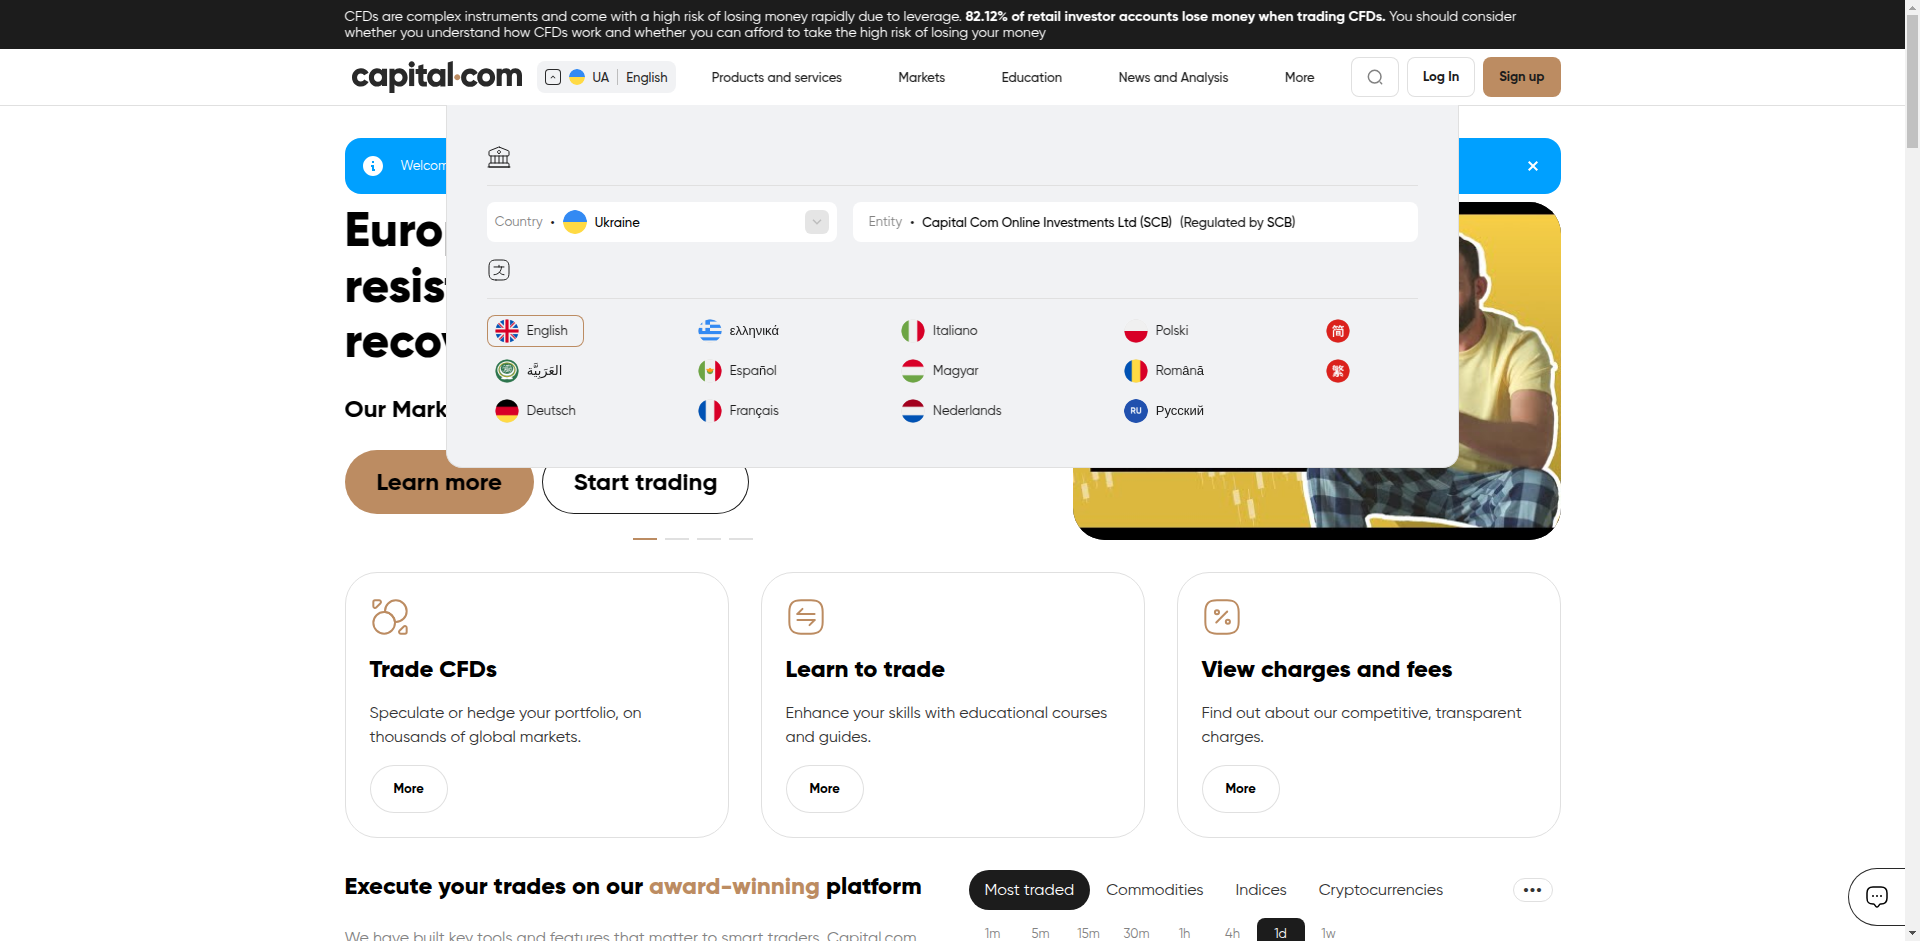 CFDs are complex instruments and come with a high risk of losing money rapidly due to leverage. 82.12% of retail investor accounts lose money when trading CFDs. You should consider
whether you understand how CFDs work and whether you can afford to take the high risk of losing your money
capital.com
UA
English
Products and services
Markets
Education
News and Analysis
More
Log In
Sign up
Country • Ukraine
Entity • Capital Com Online Investments Ltd (SCB) (Regulated by SCB)
English
ελληνικά
Italiano
Polski
简
العَرَبِيَّة
Español
Magyar
Română
繁
Deutsch
Français
Nederlands
RU Русский
Our Mark
Learn more
Start trading
Trade CFDs
Speculate or hedge your portfolio, on
thousands of global markets.
More
Learn to trade
Enhance your skills with educational courses
and guides.
More
View charges and fees
Find out about our competitive, transparent
charges.
More
Execute your trades on our award-winning platform
We have built key tools and features that matter to smart traders. Capital.com
Most traded
Commodities
Indices
Cryptocurrencies
1m
5m
15m
30m
1h
4h
1d
1w